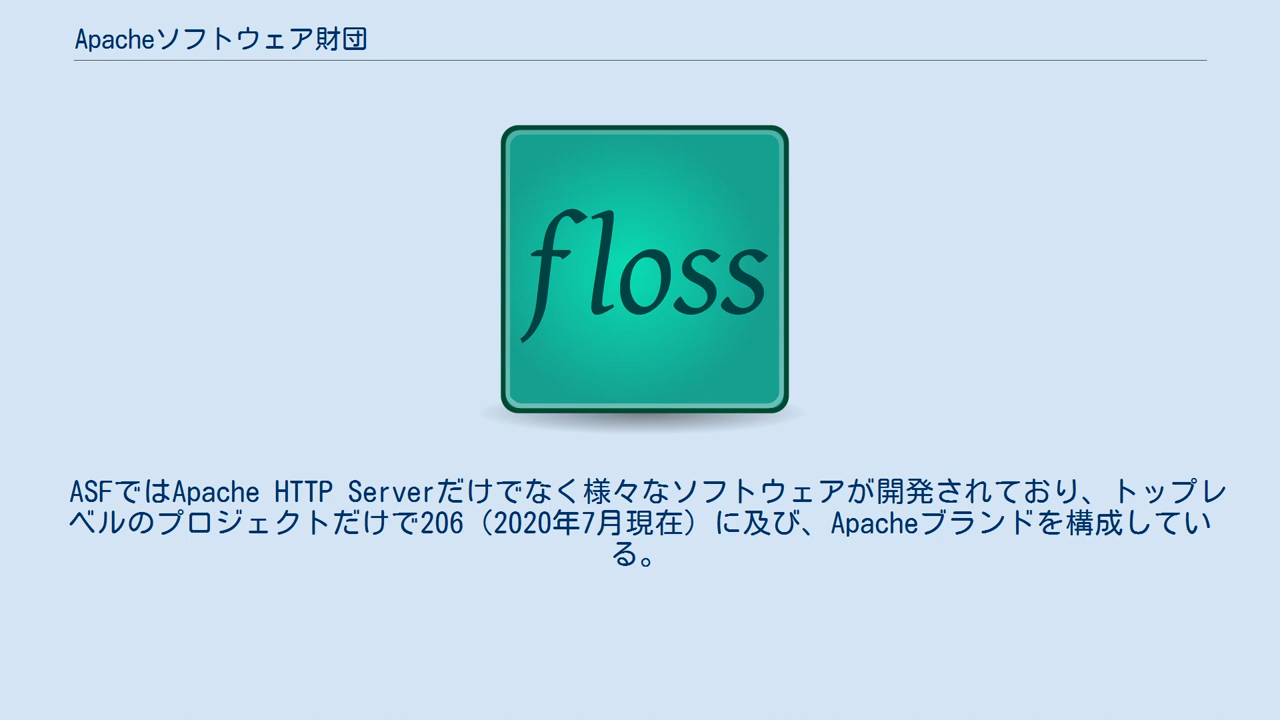 Apacheソフトウェア財団
floss
ASFではApache HTTP Serverだけでなく様々なソフトウェアが開発されており、トップレ
ベルのプロジェクトだけで206（2020年7月現在）に及び、Apacheブランドを構成してい
る。